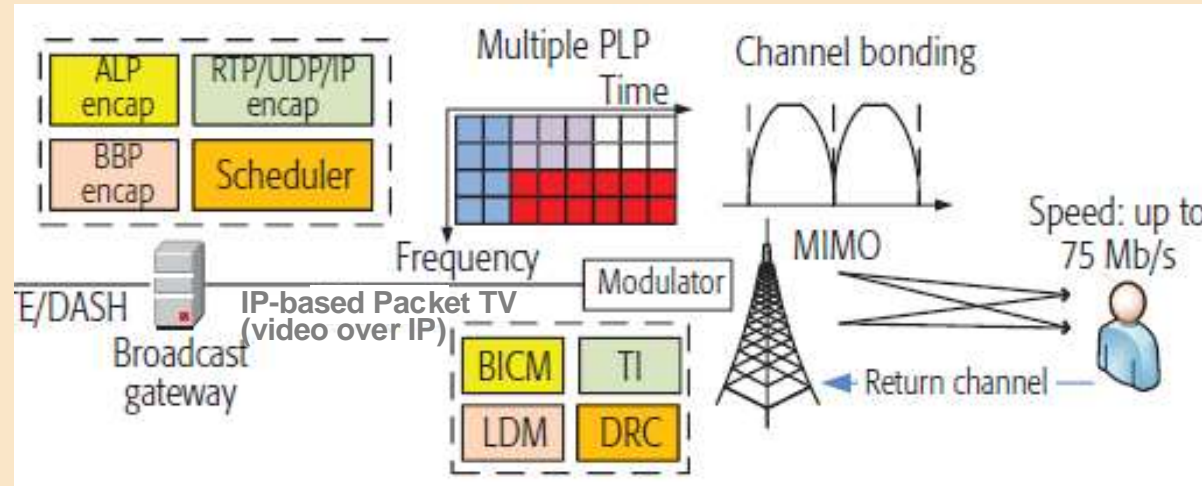 ALP
encap
RTP/UDP/IP
encap
BBP
encap
Scheduler
Multiple PLP
Time
Frequency
Channel bonding
TE/DASH
Broadcast
gateway
IP-based Packet TV
(video over IP)
Modulator
BICM
TI
LDM
DRC
MIMO
Speed: up to
75 Mb/s
Return channel